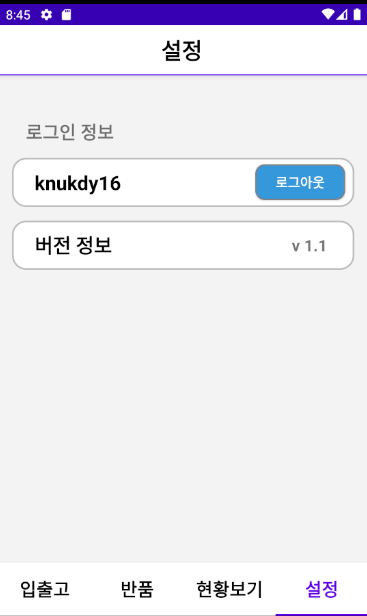 8:45
설정
로그인 정보
knukdy16 로그아웃
버전 정보 v 1.1
입출고 반품 현황보기 설정